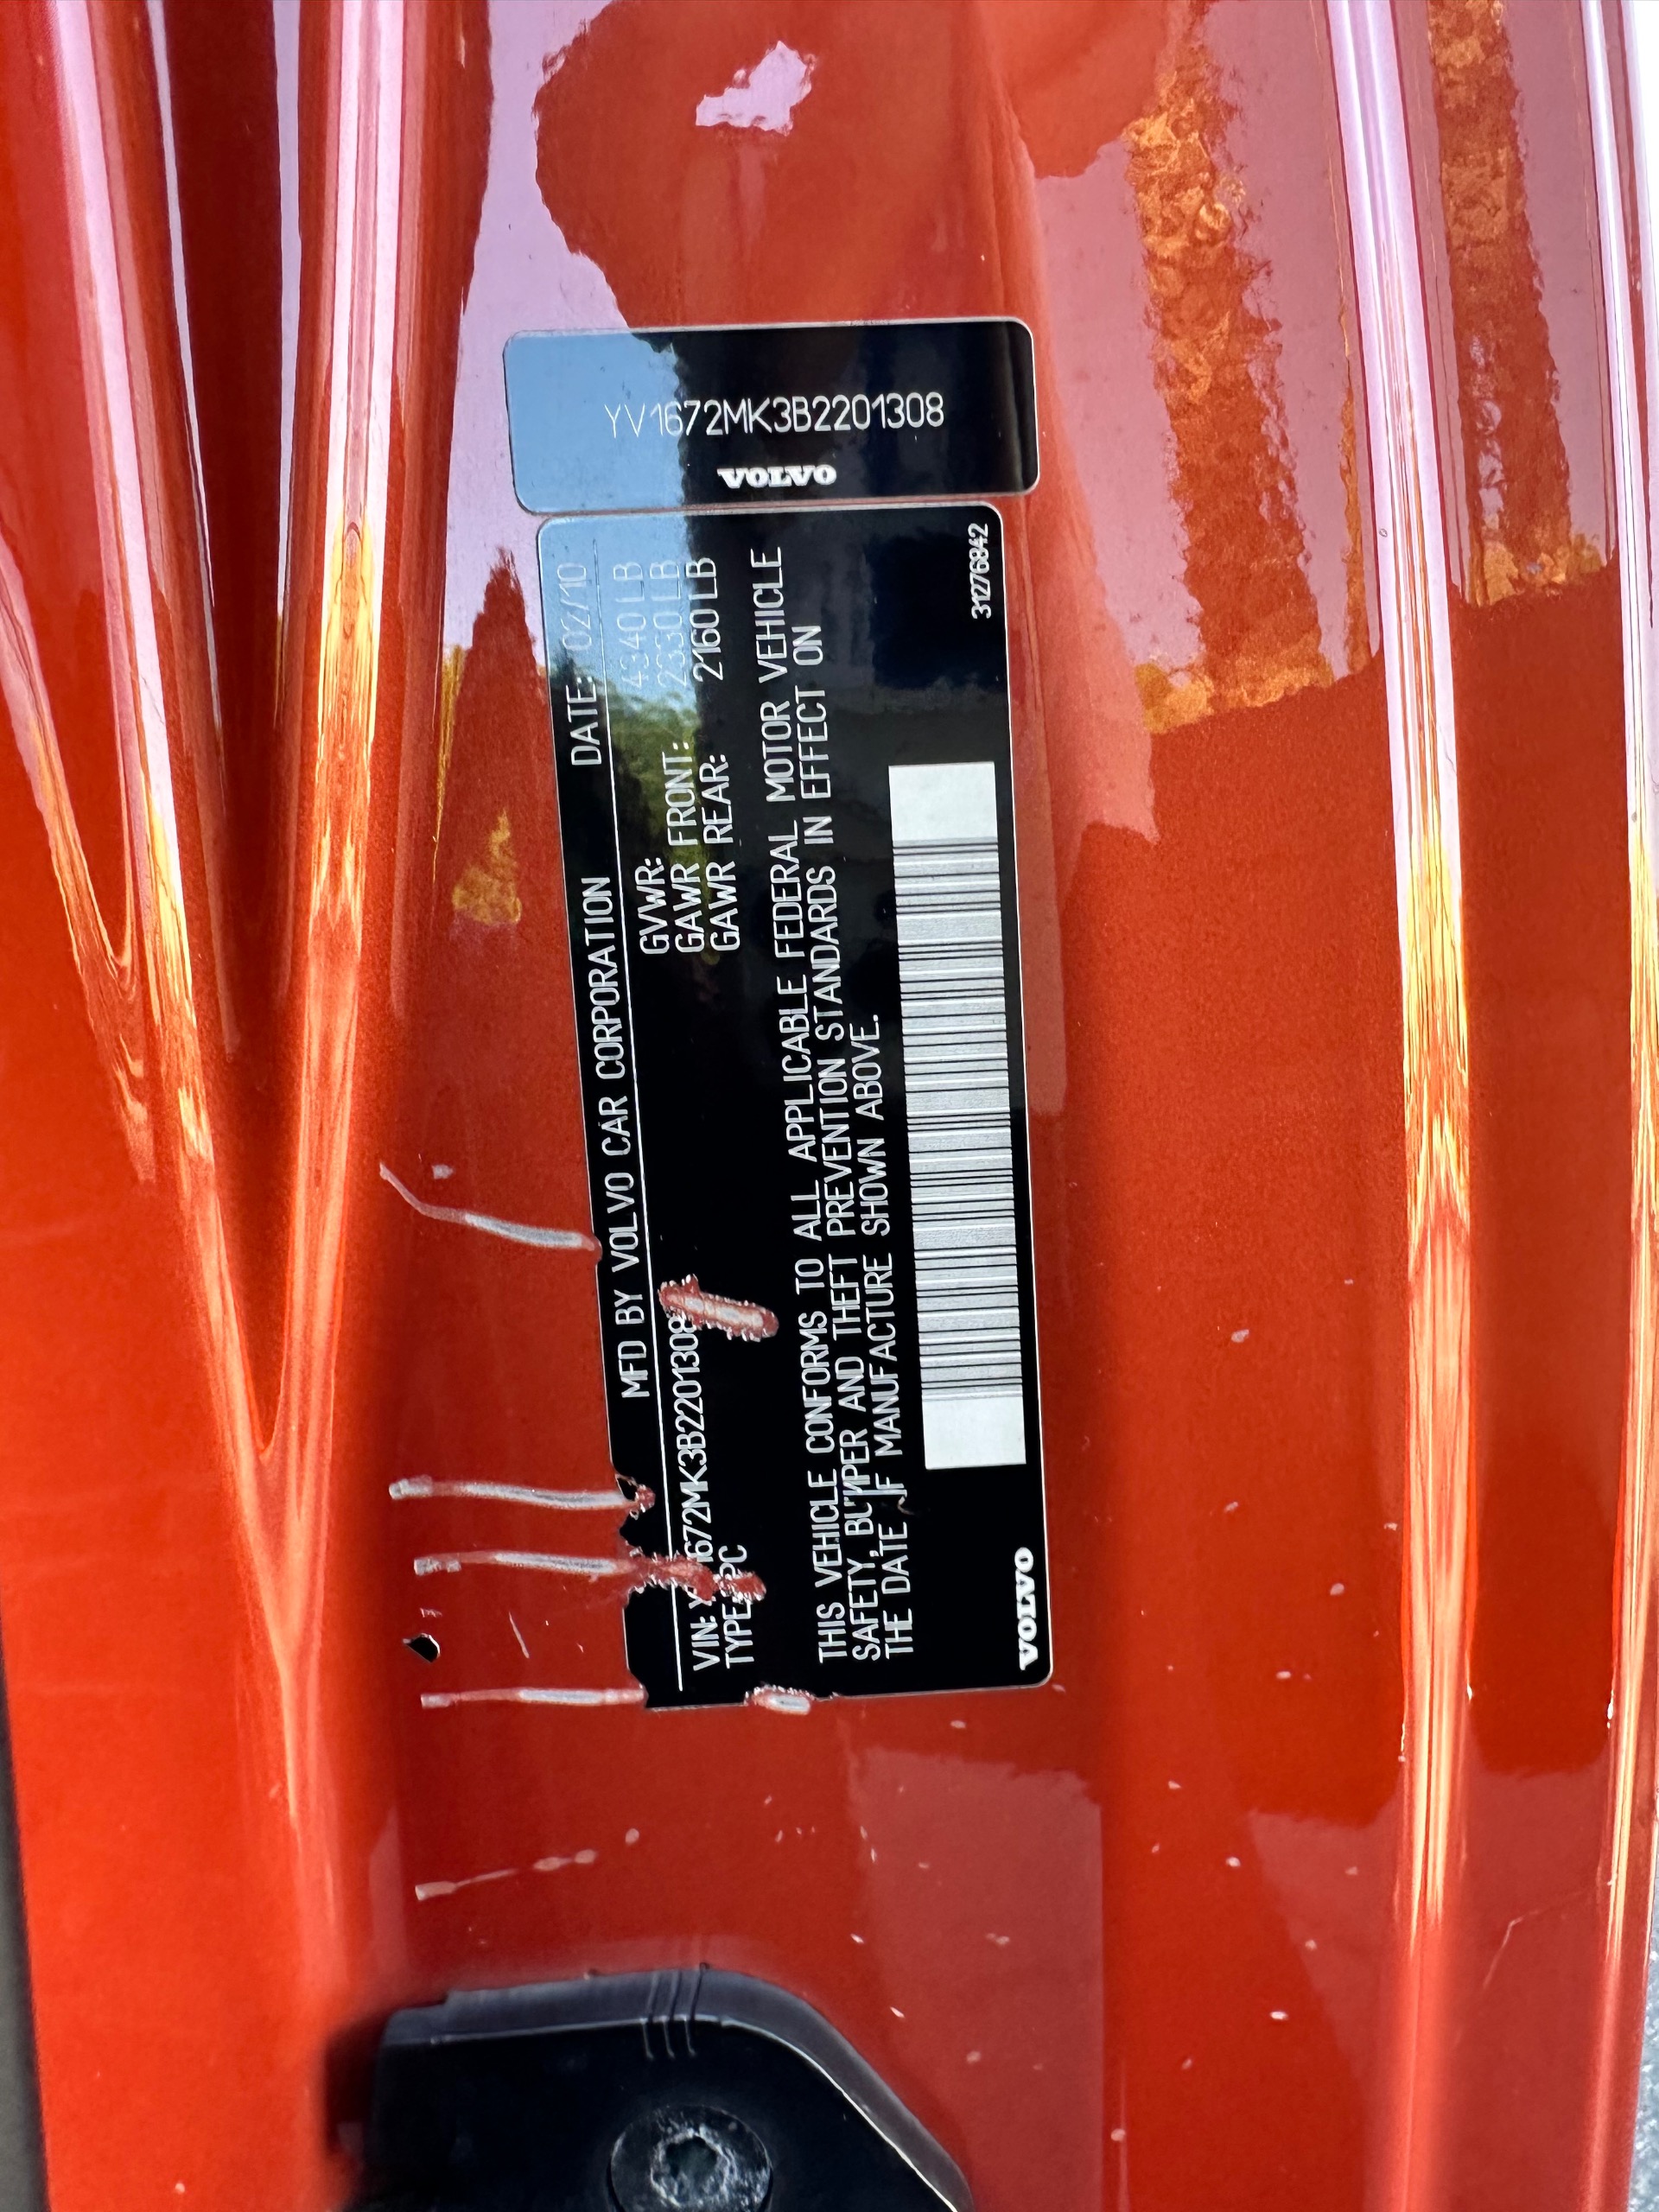 MFD BY VOLVO CAR CORPORATION DATE: 02/10
VIN: YV1672MK3B2201308 GVWR: 4340 LB
TYPE: PC GAWR FRONT: 2330 LB
GAWR REAR: 2160 LB
THIS VEHICLE CONFORMS TO ALL APPLICABLE FEDERAL MOTOR VEHICLE
SAFETY, BUMPER AND THEFT PREVENTION STANDARDS IN EFFECT ON
THE DATE OF MANUFACTURE SHOWN ABOVE.
VOLVO 31276842
YV1672MK3B2201308
VOLVO